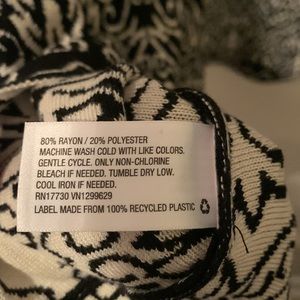 80% RAYON / 20% POLYESTER
MACHINE WASH COLD WITH LIKE COLORS.
GENTLE CYCLE. ONLY NON-CHLORINE
BLEACH IF NEEDED. TUMBLE DRY LOW.
COOL IRON IF NEEDED.
RN17730 VN1299629
LABEL MADE FROM 100% RECYCLED PLASTIC